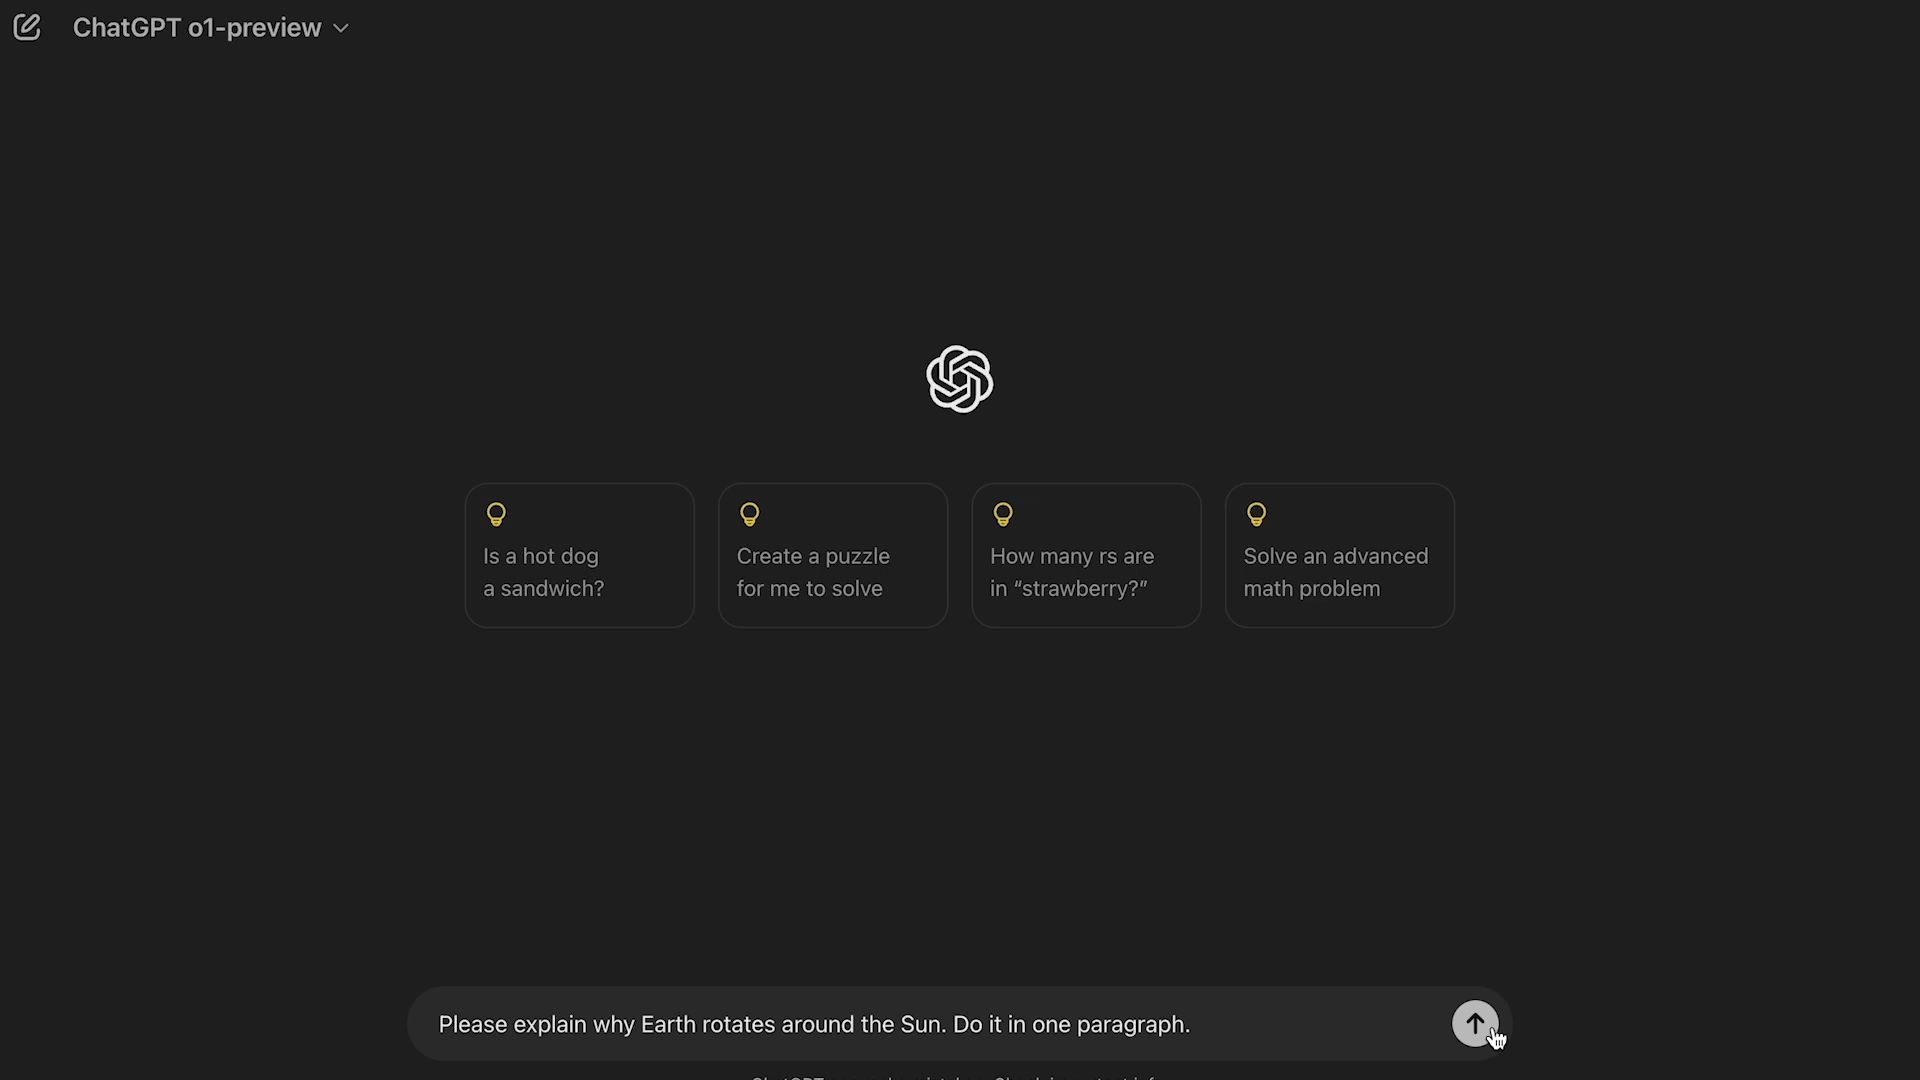 ChatGPT o1-preview
Is a hot dog
a sandwich?
Create a puzzle
for me to solve
How many rs are
in “strawberry?”
Solve an advanced
math problem
Please explain why Earth rotates around the Sun. Do it in one paragraph.